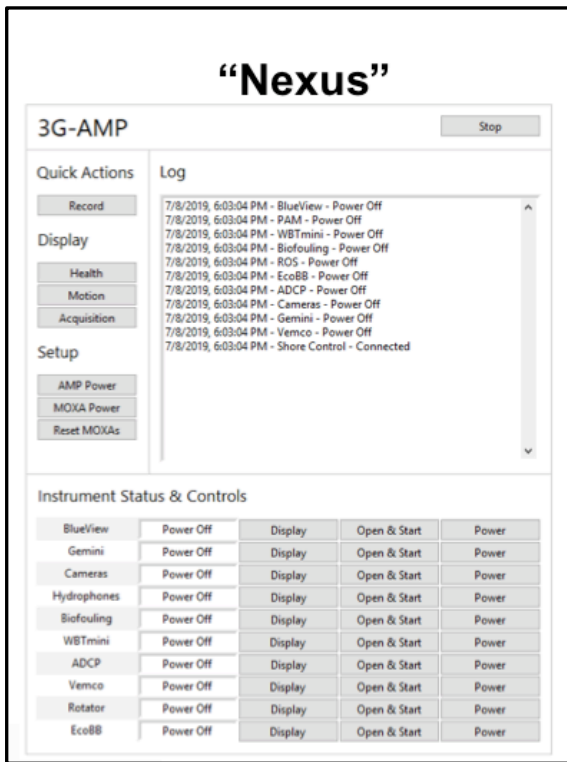 “Nexus”
3G-AMP
Stop
Quick Actions
Record
Display
Health
Motion
Acquisition
Setup
AMP Power
MOXA Power
Reset MOXAs
Log
7/8/2019, 6:03:04 PM - BlueView - Power Off
7/8/2019, 6:03:04 PM - PAM - Power Off
7/8/2019, 6:03:04 PM - WBTmini - Power Off
7/8/2019, 6:03:04 PM - Biofouling - Power Off
7/8/2019, 6:03:04 PM - ROS - Power Off
7/8/2019, 6:03:04 PM - EcoBB - Power Off
7/8/2019, 6:03:04 PM - ADCP - Power Off
7/8/2019, 6:03:04 PM - Cameras - Power Off
7/8/2019, 6:03:04 PM - Gemini - Power Off
7/8/2019, 6:03:04 PM - Vemco - Power Off
7/8/2019, 6:03:04 PM - Shore Control - Connected
Instrument Status & Controls
BlueView Power Off Display Open & Start Power
Gemini Power Off Display Open & Start Power
Cameras Power Off Display Open & Start Power
Hydrophones Power Off Display Open & Start Power
Biofouling Power Off Display Open & Start Power
WBTmini Power Off Display Open & Start Power
ADCP Power Off Display Open & Start Power
Vemco Power Off Display Open & Start Power
Rotator Power Off Display Open & Start Power
EcoBB Power Off Display Open & Start Power